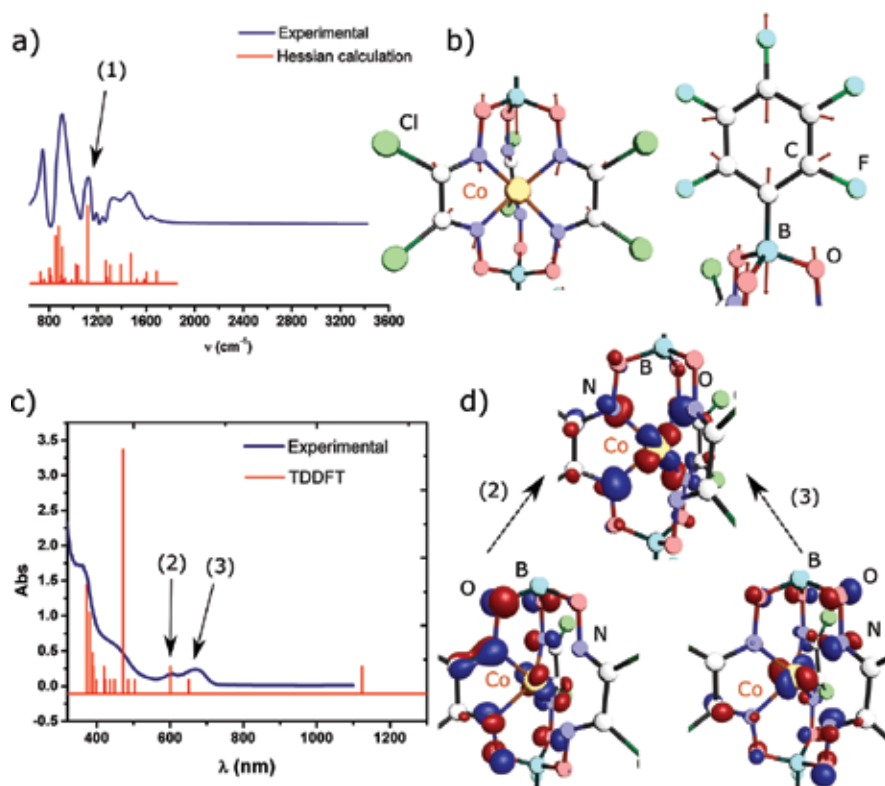 a)
Experimental
Hessian calculation
(1)
800 1200 1600 2000 2400 2800 3200 3600
ν (cm⁻⁵)
b)
Cl
Co
C
F
B
O
c)
Experimental
TDDFT
(2)
(3)
3.5
3.0
2.5
2.0
1.5
1.0
0.5
0.0
-0.5
Abs
400 600 800 1000 1200
λ (nm)
d)
B
N
O
Co
(2)
(3)
B
O
N
Co
B
O
N
Co